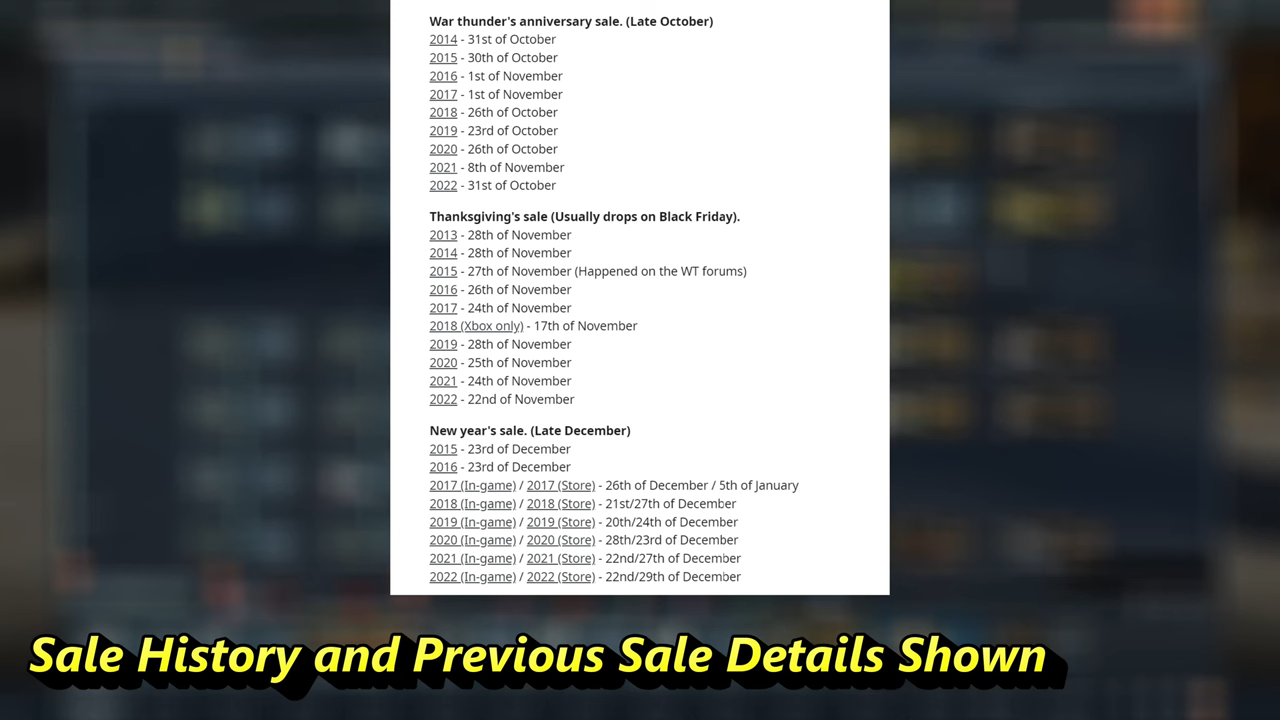 War thunder's anniversary sale. (Late October)
2014 - 31st of October
2015 - 30th of October
2016 - 1st of November
2017 - 1st of November
2018 - 26th of October
2019 - 23rd of October
2020 - 26th of October
2021 - 8th of November
2022 - 31st of October
Thanksgiving's sale (Usually drops on Black Friday).
2013 - 28th of November
2014 - 28th of November
2015 - 27th of November (Happened on the WT forums)
2016 - 26th of November
2017 - 24th of November
2018 (Xbox only) - 17th of November
2019 - 28th of November
2020 - 25th of November
2021 - 24th of November
2022 - 22nd of November
New year's sale. (Late December)
2015 - 23rd of December
2016 - 23rd of December
2017 (In-game) / 2017 (Store) - 26th of December / 5th of January
2018 (In-game) / 2018 (Store) - 21st/27th of December
2019 (In-game) / 2019 (Store) - 20th/24th of December
2020 (In-game) / 2020 (Store) - 28th/23rd of December
2021 (In-game) / 2021 (Store) - 22nd/27th of December
2022 (In-game) / 2022 (Store) - 22nd/29th of December
Sale History and Previous Sale Details Shown